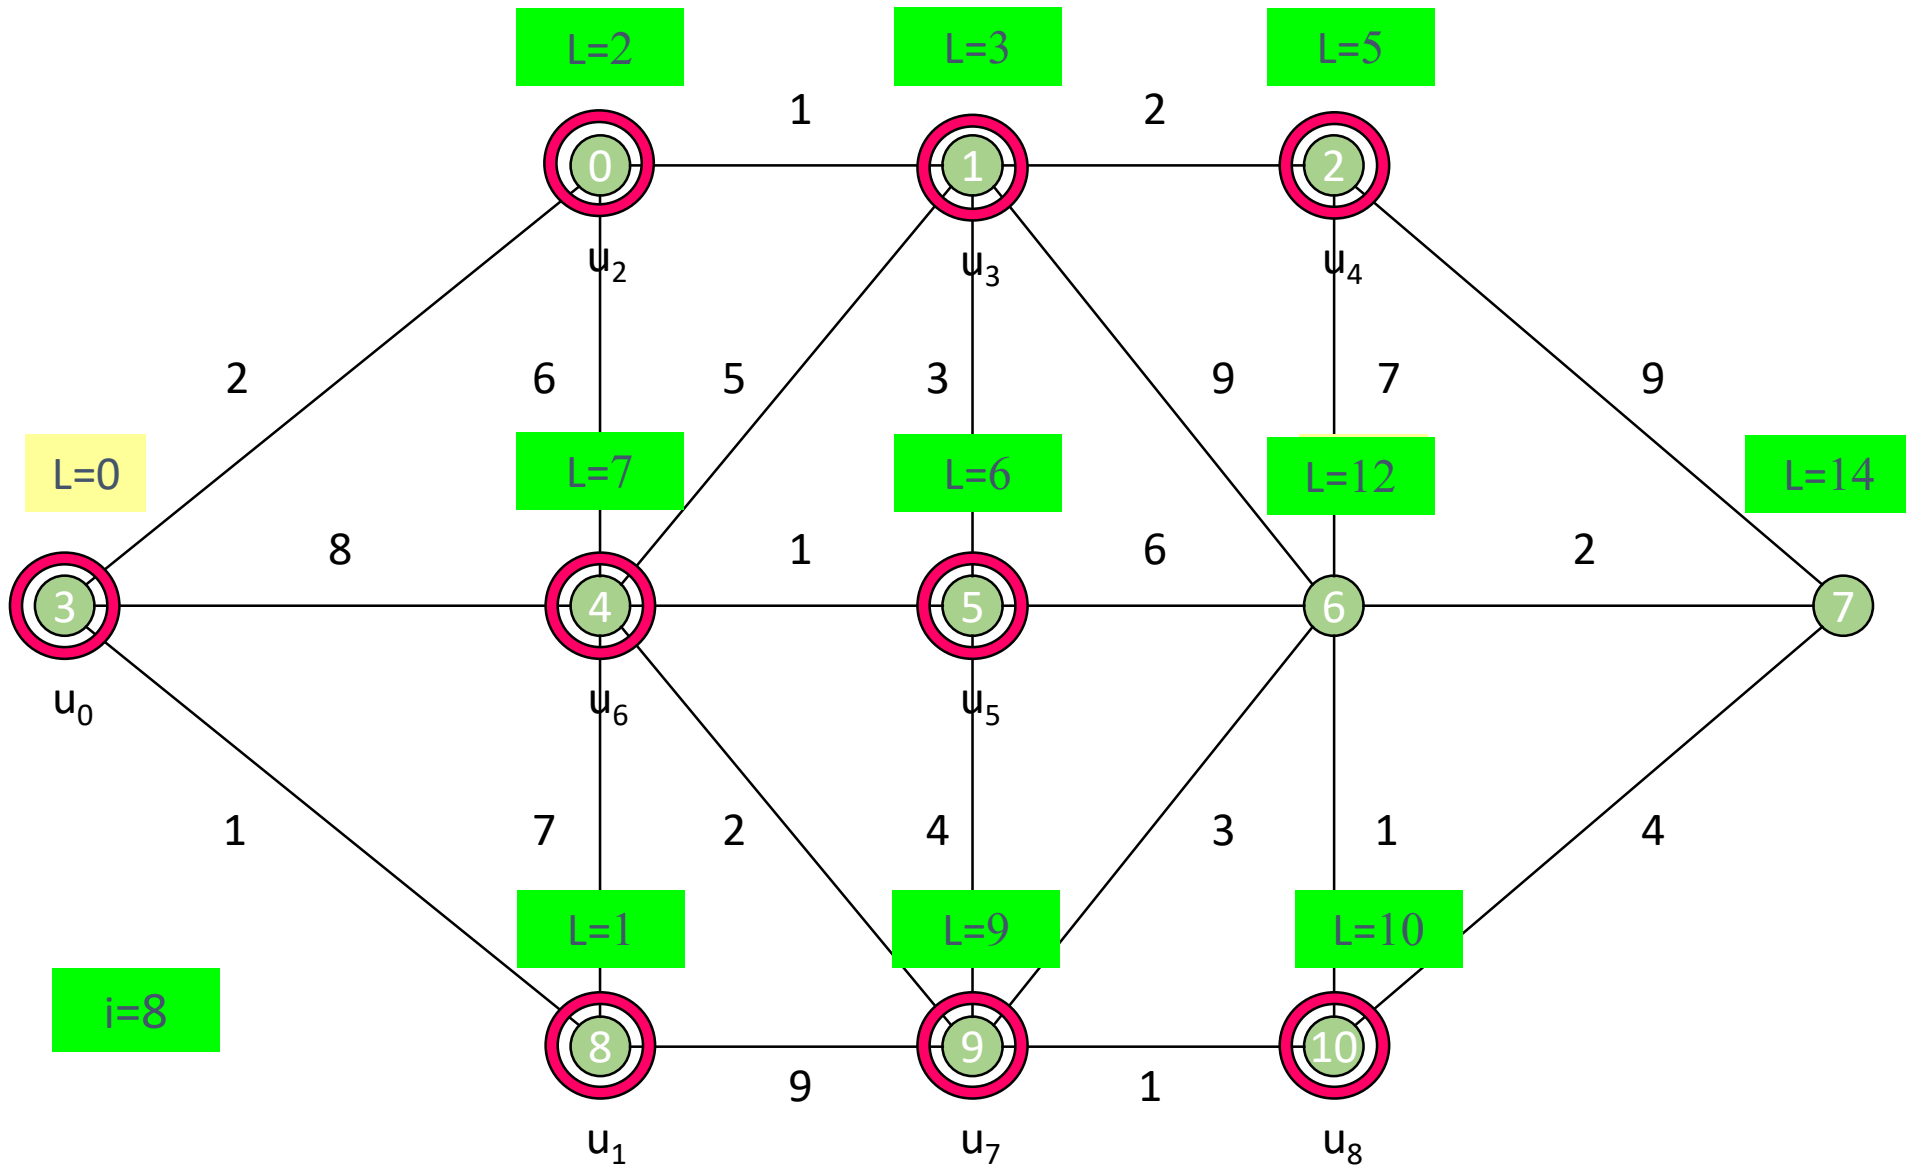 L=2 L=3 L=5
1 2
0 1 2
u₂ u₃ u₄
2 6 5 3 9 7 9
L=0 L=7 L=6 L=12 L=14
8 1 6 2
3 4 5 6 7
u₀ u₆ u₅
1 7 2 4 3 1 4
L=1 L=9 L=10
i=8
8 9 10
9 1
u₁ u₇ u₈